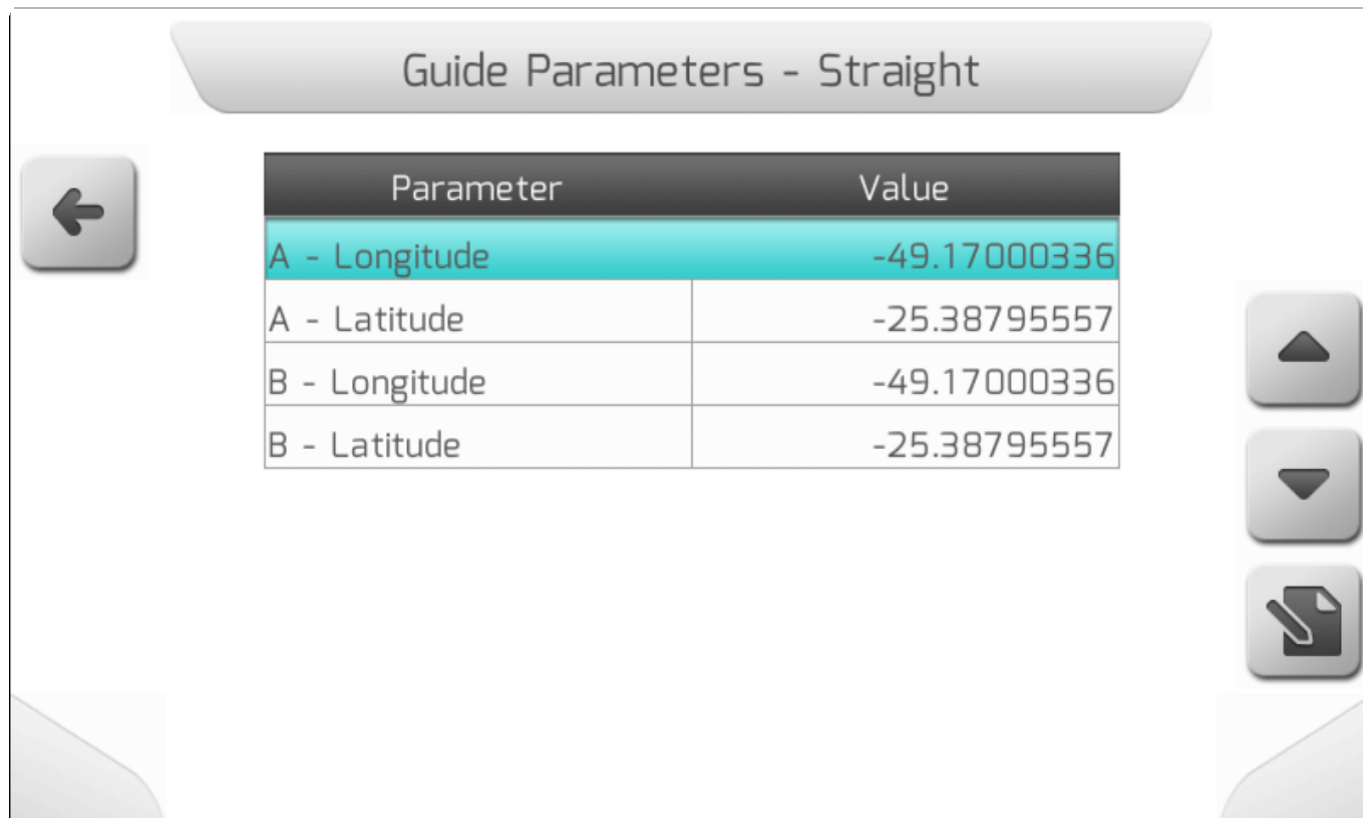 Guide Parameters - Straight
Parameter Value
A - Longitude -49.17000336
A - Latitude -25.38795557
B - Longitude -49.17000336
B - Latitude -25.38795557